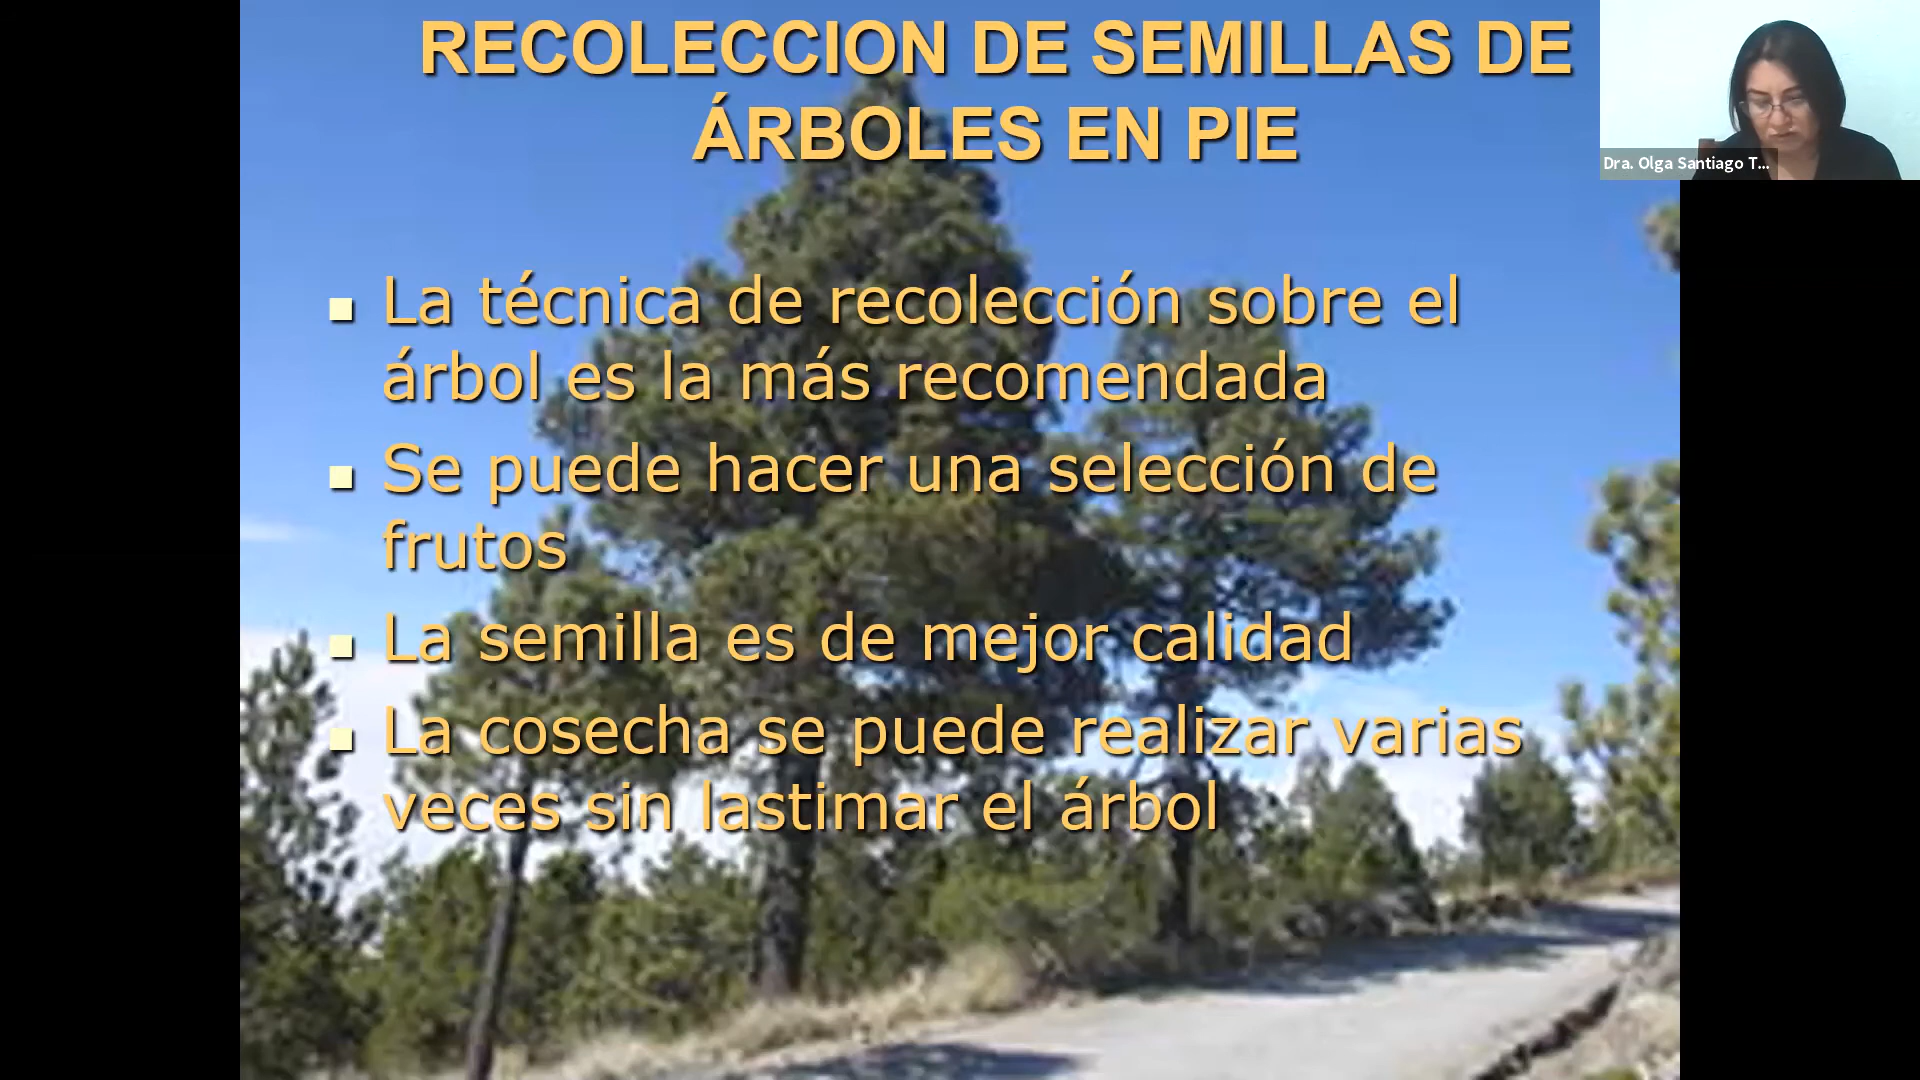 RECOLECCION DE SEMILLAS DE
ÁRBOLES EN PIE
La técnica de recolección sobre el
árbol es la más recomendada
Se puede hacer una selección de
frutos
La semilla es de mejor calidad
La cosecha se puede realizar varias
veces sin lastimar el árbol
Dra. Olga Santiago T...